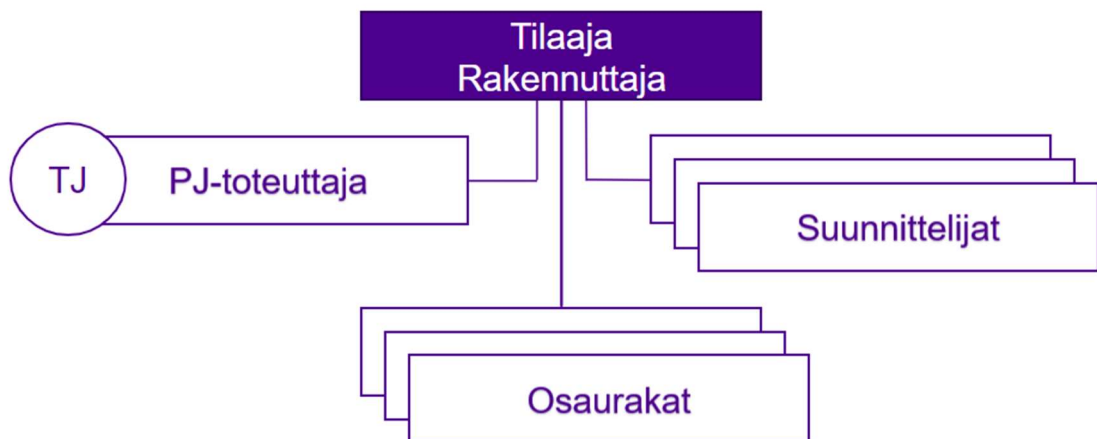 Tilaaja
Rakennuttaja
TJ
PJ-toteuttaja
Suunnittelijat
Osaurakat